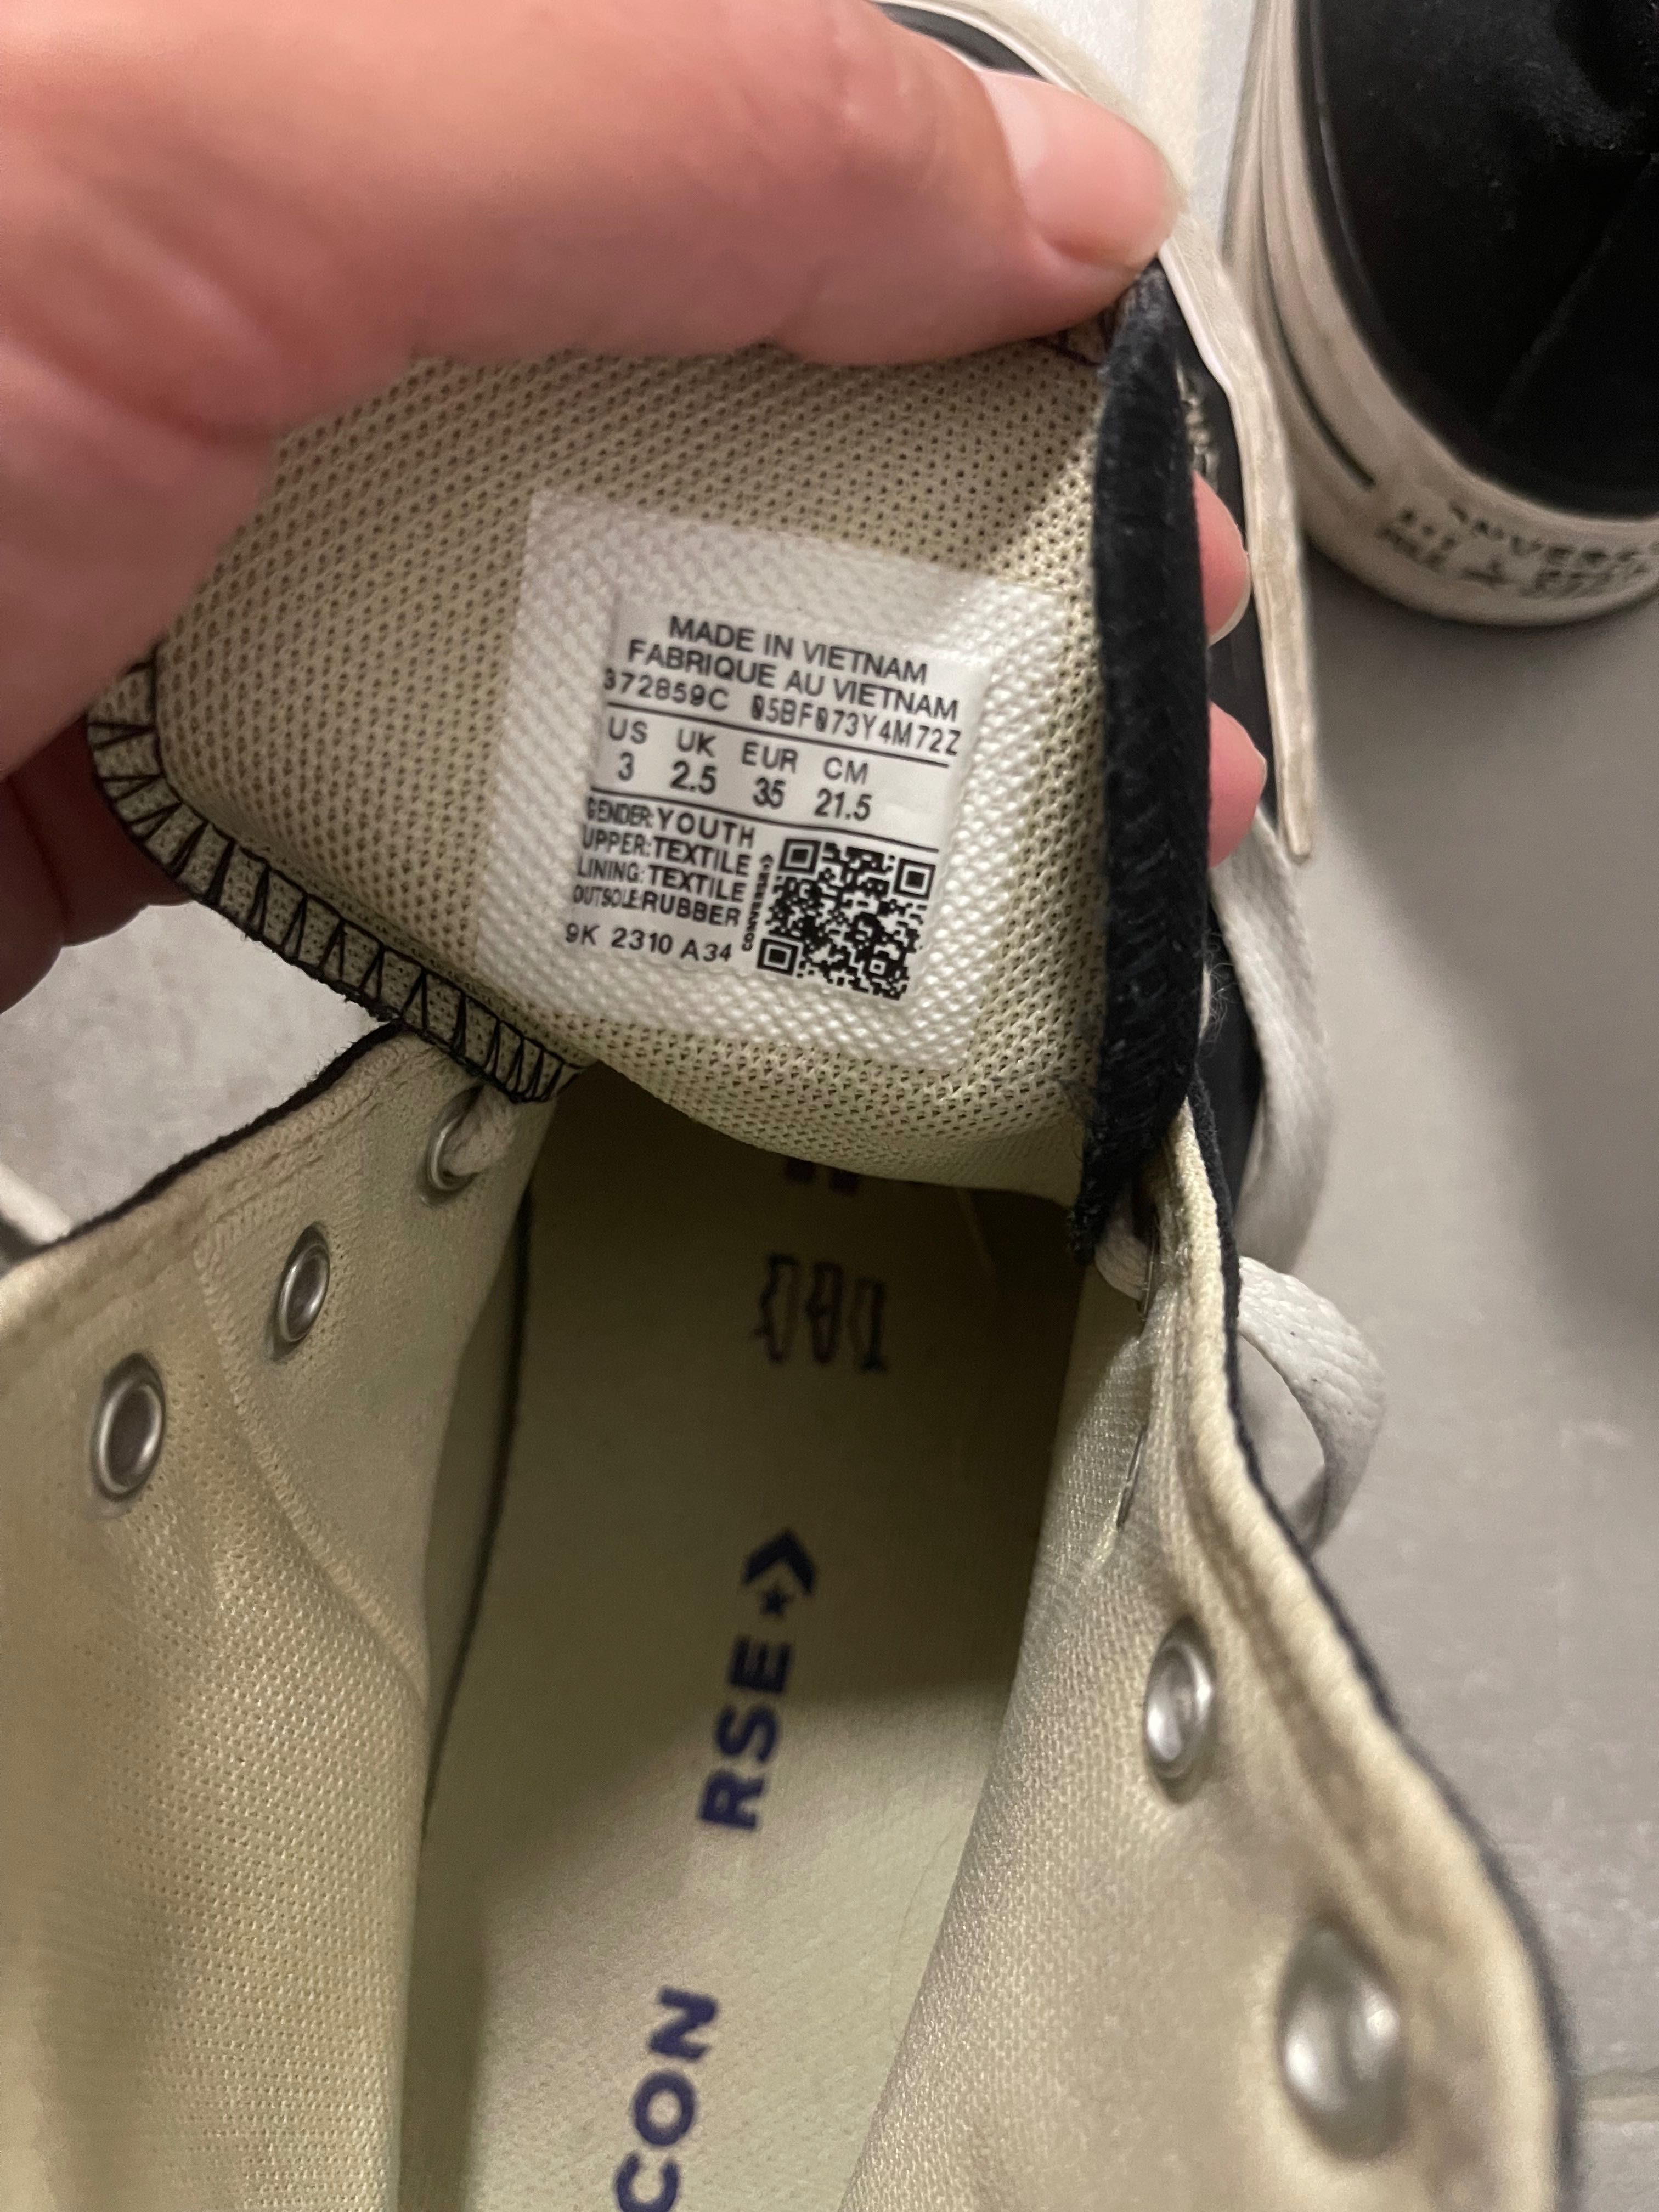 MADE IN VIETNAM
FABRIQUE AU VIETNAM
372859C 05BF073Y4M72Z
US UK EUR CM
3 2.5 35 21.5
GENDER:YOUTH
UPPER:TEXTILE
LINING:TEXTILE
OUTSOLE:RUBBER
9K 2310 A34
CONVERSE
CON RSE